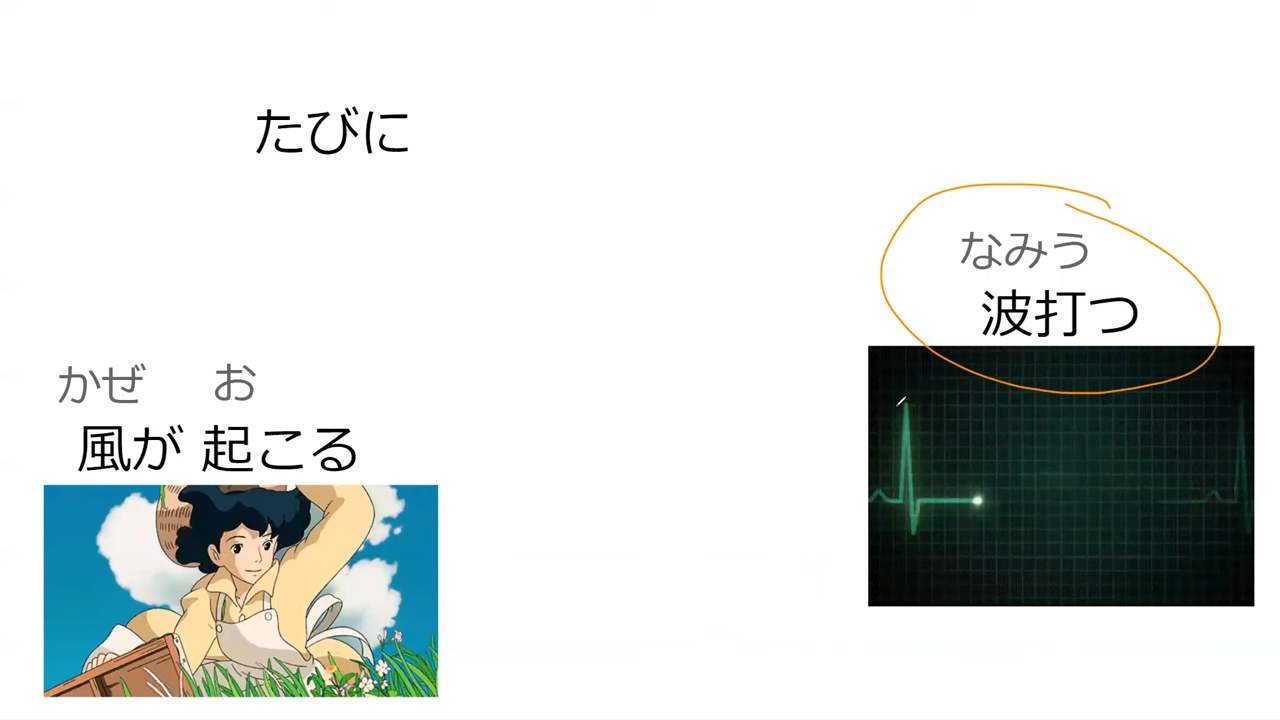 たびに
なみう
波打つ
かぜ お
風が 起こる